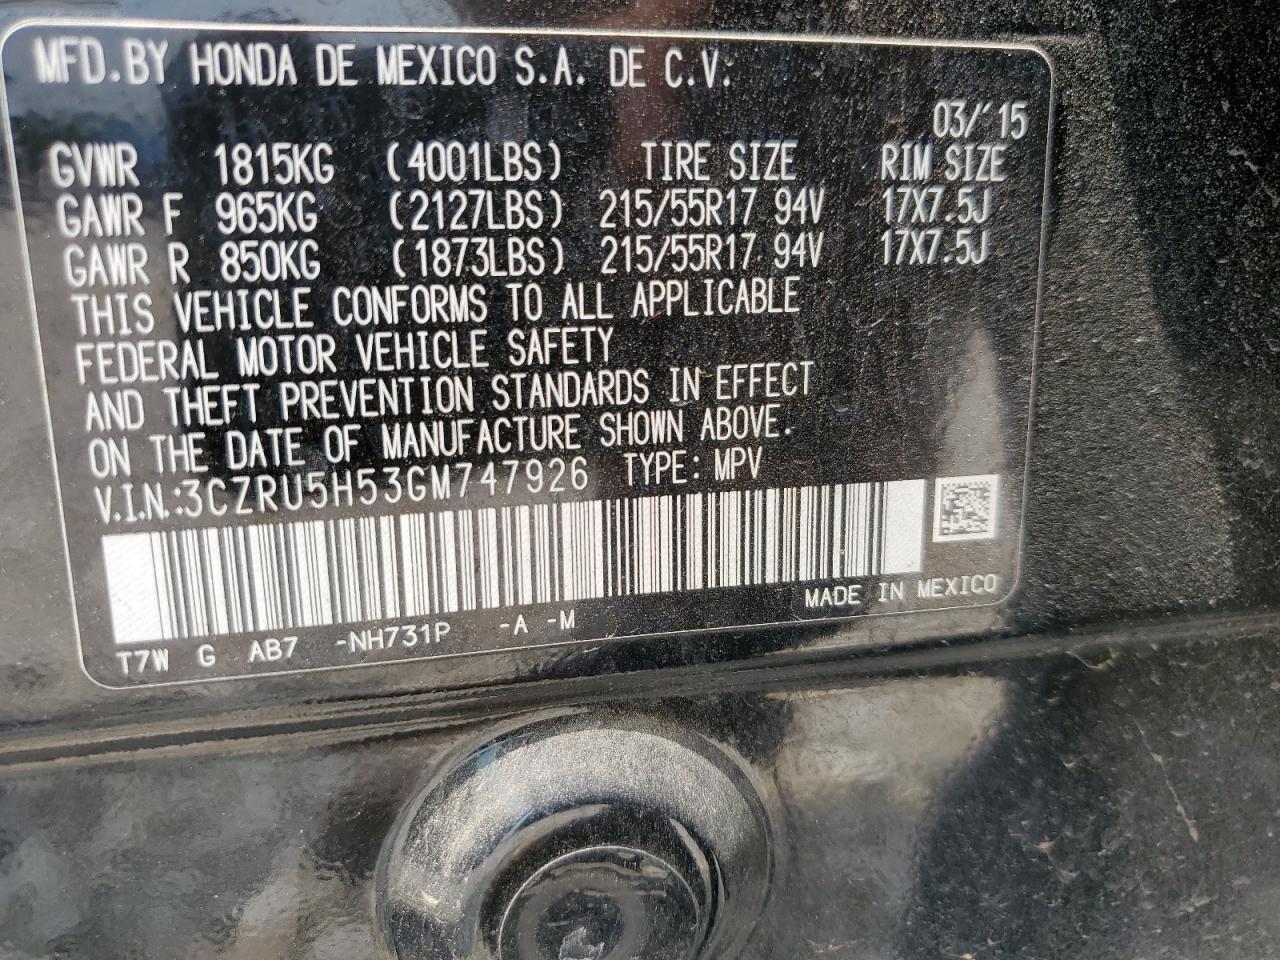 MFD.BY HONDA DE MEXICO S.A. DE C.V.
03/'15
GVWR 1815KG (4001LBS) TIRE SIZE RIM SIZE
GAWR F 965KG (2127LBS) 215/55R17 94V 17X7.5J
GAWR R 850KG (1873LBS) 215/55R17 94V 17X7.5J
THIS VEHICLE CONFORMS TO ALL APPLICABLE
FEDERAL MOTOR VEHICLE SAFETY
AND THEFT PREVENTION STANDARDS IN EFFECT
ON THE DATE OF MANUFACTURE SHOWN ABOVE.
V.I.N.:3CZRU5H53GM747926 TYPE:MPV
MADE IN MEXICO
T7W G AB7 -NH731P -A -M